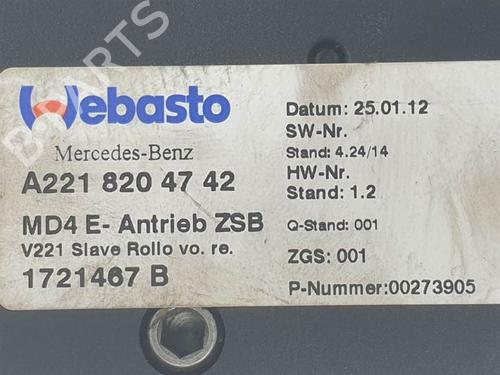 Webasto
Mercedes-Benz
A221 820 47 42
MD4 E- Antrieb ZSB
V221 Slave Rollo vo. re.
1721467 B
Datum: 25.01.12
SW-Nr.
Stand: 4.24/14
HW-Nr.
Stand: 1.2
Q-Stand: 001
ZGS: 001
P-Nummer:00273905